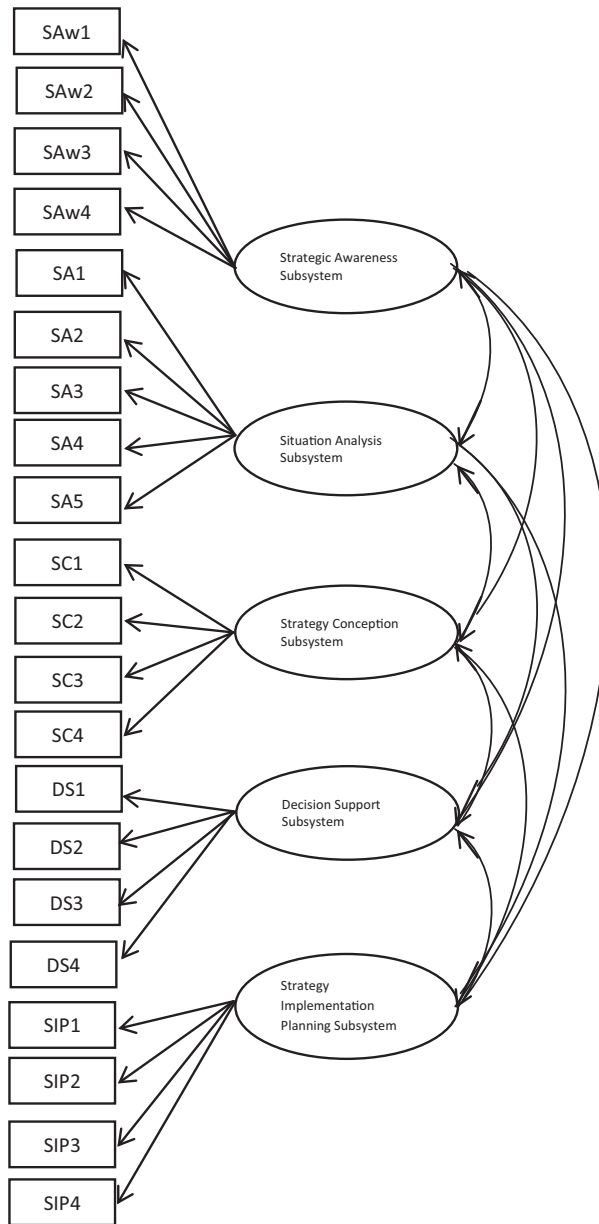 SAw1
SAw2
SAw3
SAw4
SA1
SA2
SA3
SA4
SA5
SC1
SC2
SC3
SC4
DS1
DS2
DS3
DS4
SIP1
SIP2
SIP3
SIP4
Strategic Awareness
Subsystem
Situation Analysis
Subsystem
Strategy Conception
Subsystem
Decision Support
Subsystem
Strategy
Implementation
Planning Subsystem